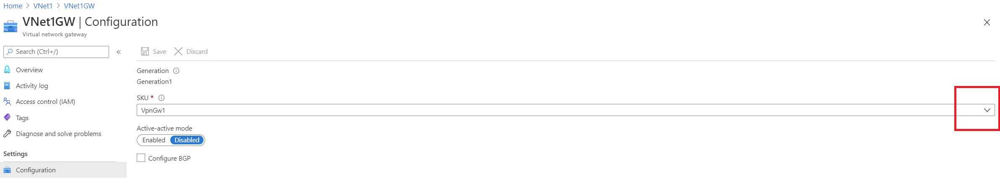 Home > VNet1 > VNet1GW
VNet1GW | Configuration
Virtual network gateway
Search (Ctrl+/)
«
Overview
Activity log
Access control (IAM)
Tags
Diagnose and solve problems
Settings
Configuration
Save Discard
Generation
Generation1
SKU *
VpnGw1
Active-active mode
Enabled Disabled
Configure BGP